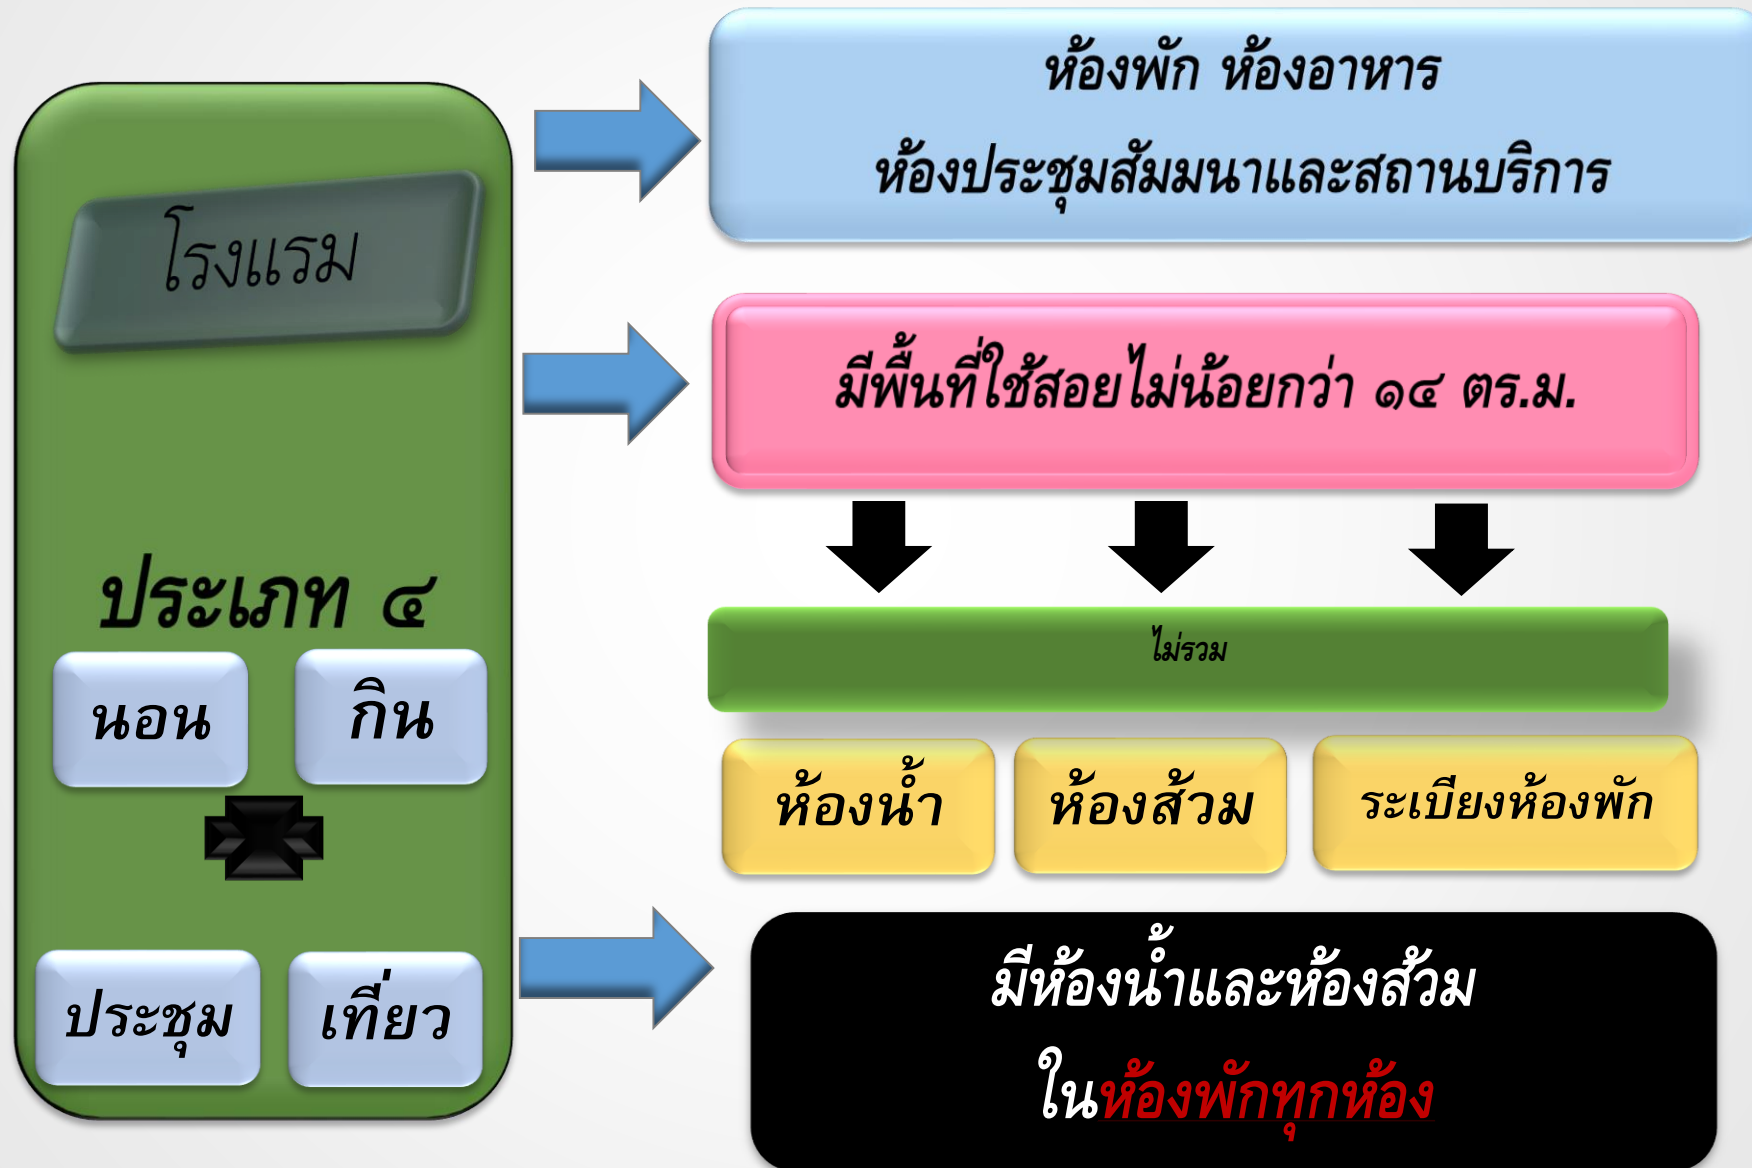 โรงแรม
ประเภท ๔
นอน
กิน
ประชุม
เที่ยว
ห้องพัก ห้องอาหาร
ห้องประชุมสัมมนาและสถานบริการ
มีพื้นที่ใช้สอยไม่น้อยกว่า ๑๔ ตร.ม.
ไม่รวม
ห้องน้ำ
ห้องส้วม
ระเบียงห้องพัก
มีห้องน้ำและห้องส้วม
ในห้องพักทุกห้อง